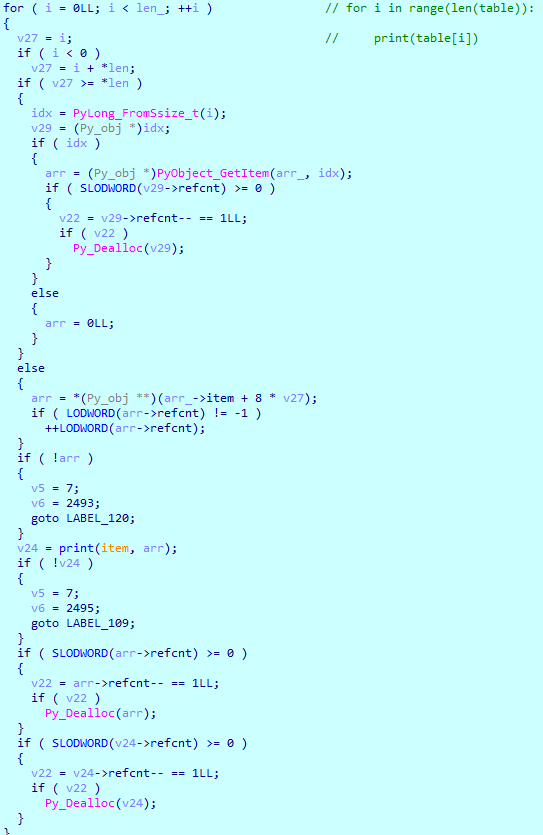 for ( i = 0LL; i < len_; ++i )                // for i in range(len(table)):
{
  v27 = i;                                    //     print(table[i])
  if ( i < 0 )
    v27 = i + *len;
  if ( v27 >= *len )
  {
    idx = PyLong_FromSsize_t(i);
    v29 = (Py_obj *)idx;
    if ( idx )
    {
      arr = (Py_obj *)PyObject_GetItem(arr_, idx);
      if ( SLODWORD(v29->refcnt) >= 0 )
      {
        v22 = v29->refcnt-- == 1LL;
        if ( v22 )
          Py_Dealloc(v29);
      }
    }
    else
    {
      arr = 0LL;
    }
  }
  else
  {
    arr = *(Py_obj **)(arr_->item + 8 * v27);
    if ( LODWORD(arr->refcnt) != -1 )
      ++LODWORD(arr->refcnt);
  }
  if ( !arr )
  {
    v5 = 7;
    v6 = 2493;
    goto LABEL_120;
  }
  v24 = print(item, arr);
  if ( !v24 )
  {
    v5 = 7;
    v6 = 2495;
    goto LABEL_109;
  }
  if ( SLODWORD(arr->refcnt) >= 0 )
  {
    v22 = arr->refcnt-- == 1LL;
    if ( v22 )
      Py_Dealloc(arr);
  }
  if ( SLODWORD(v24->refcnt) >= 0 )
  {
    v22 = v24->refcnt-- == 1LL;
    if ( v22 )
      Py_Dealloc(v24);
  }
}